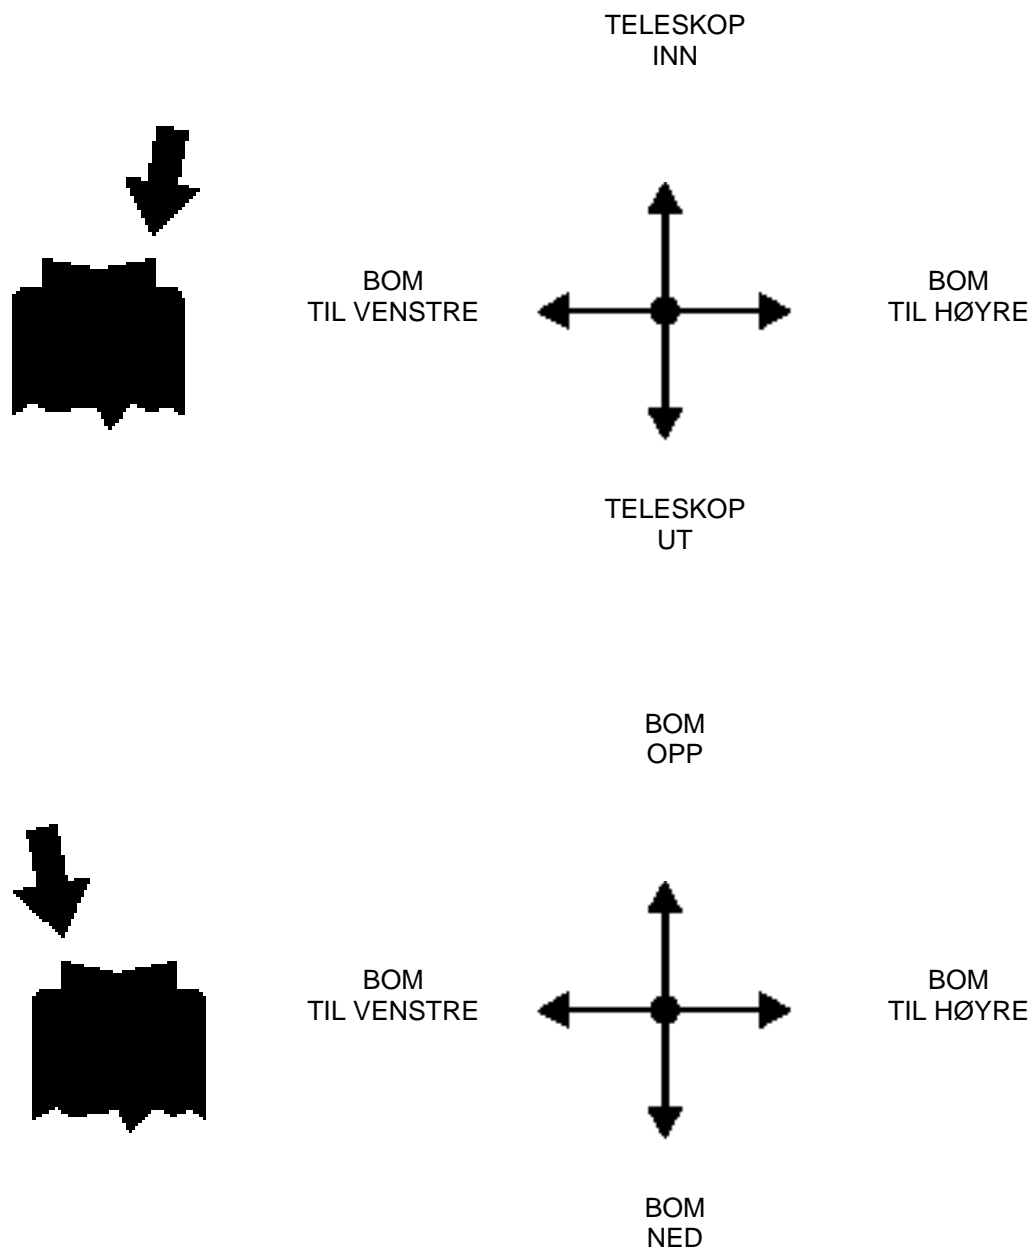 TELESKOP
INN
BOM
TIL VENSTRE
BOM
TIL HØYRE
TELESKOP
UT
BOM
OPP
BOM
TIL VENSTRE
BOM
TIL HØYRE
BOM
NED